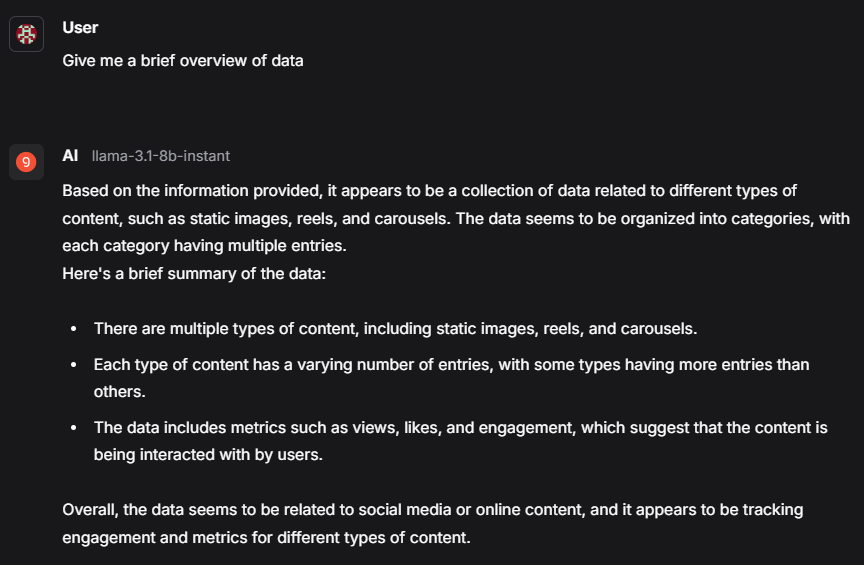 User
Give me a brief overview of data
9
AI llama-3.1-8b-instant
Based on the information provided, it appears to be a collection of data related to different types of
content, such as static images, reels, and carousels. The data seems to be organized into categories, with
each category having multiple entries.
Here's a brief summary of the data:
• There are multiple types of content, including static images, reels, and carousels.
• Each type of content has a varying number of entries, with some types having more entries than
others.
• The data includes metrics such as views, likes, and engagement, which suggest that the content is
being interacted with by users.
Overall, the data seems to be related to social media or online content, and it appears to be tracking
engagement and metrics for different types of content.